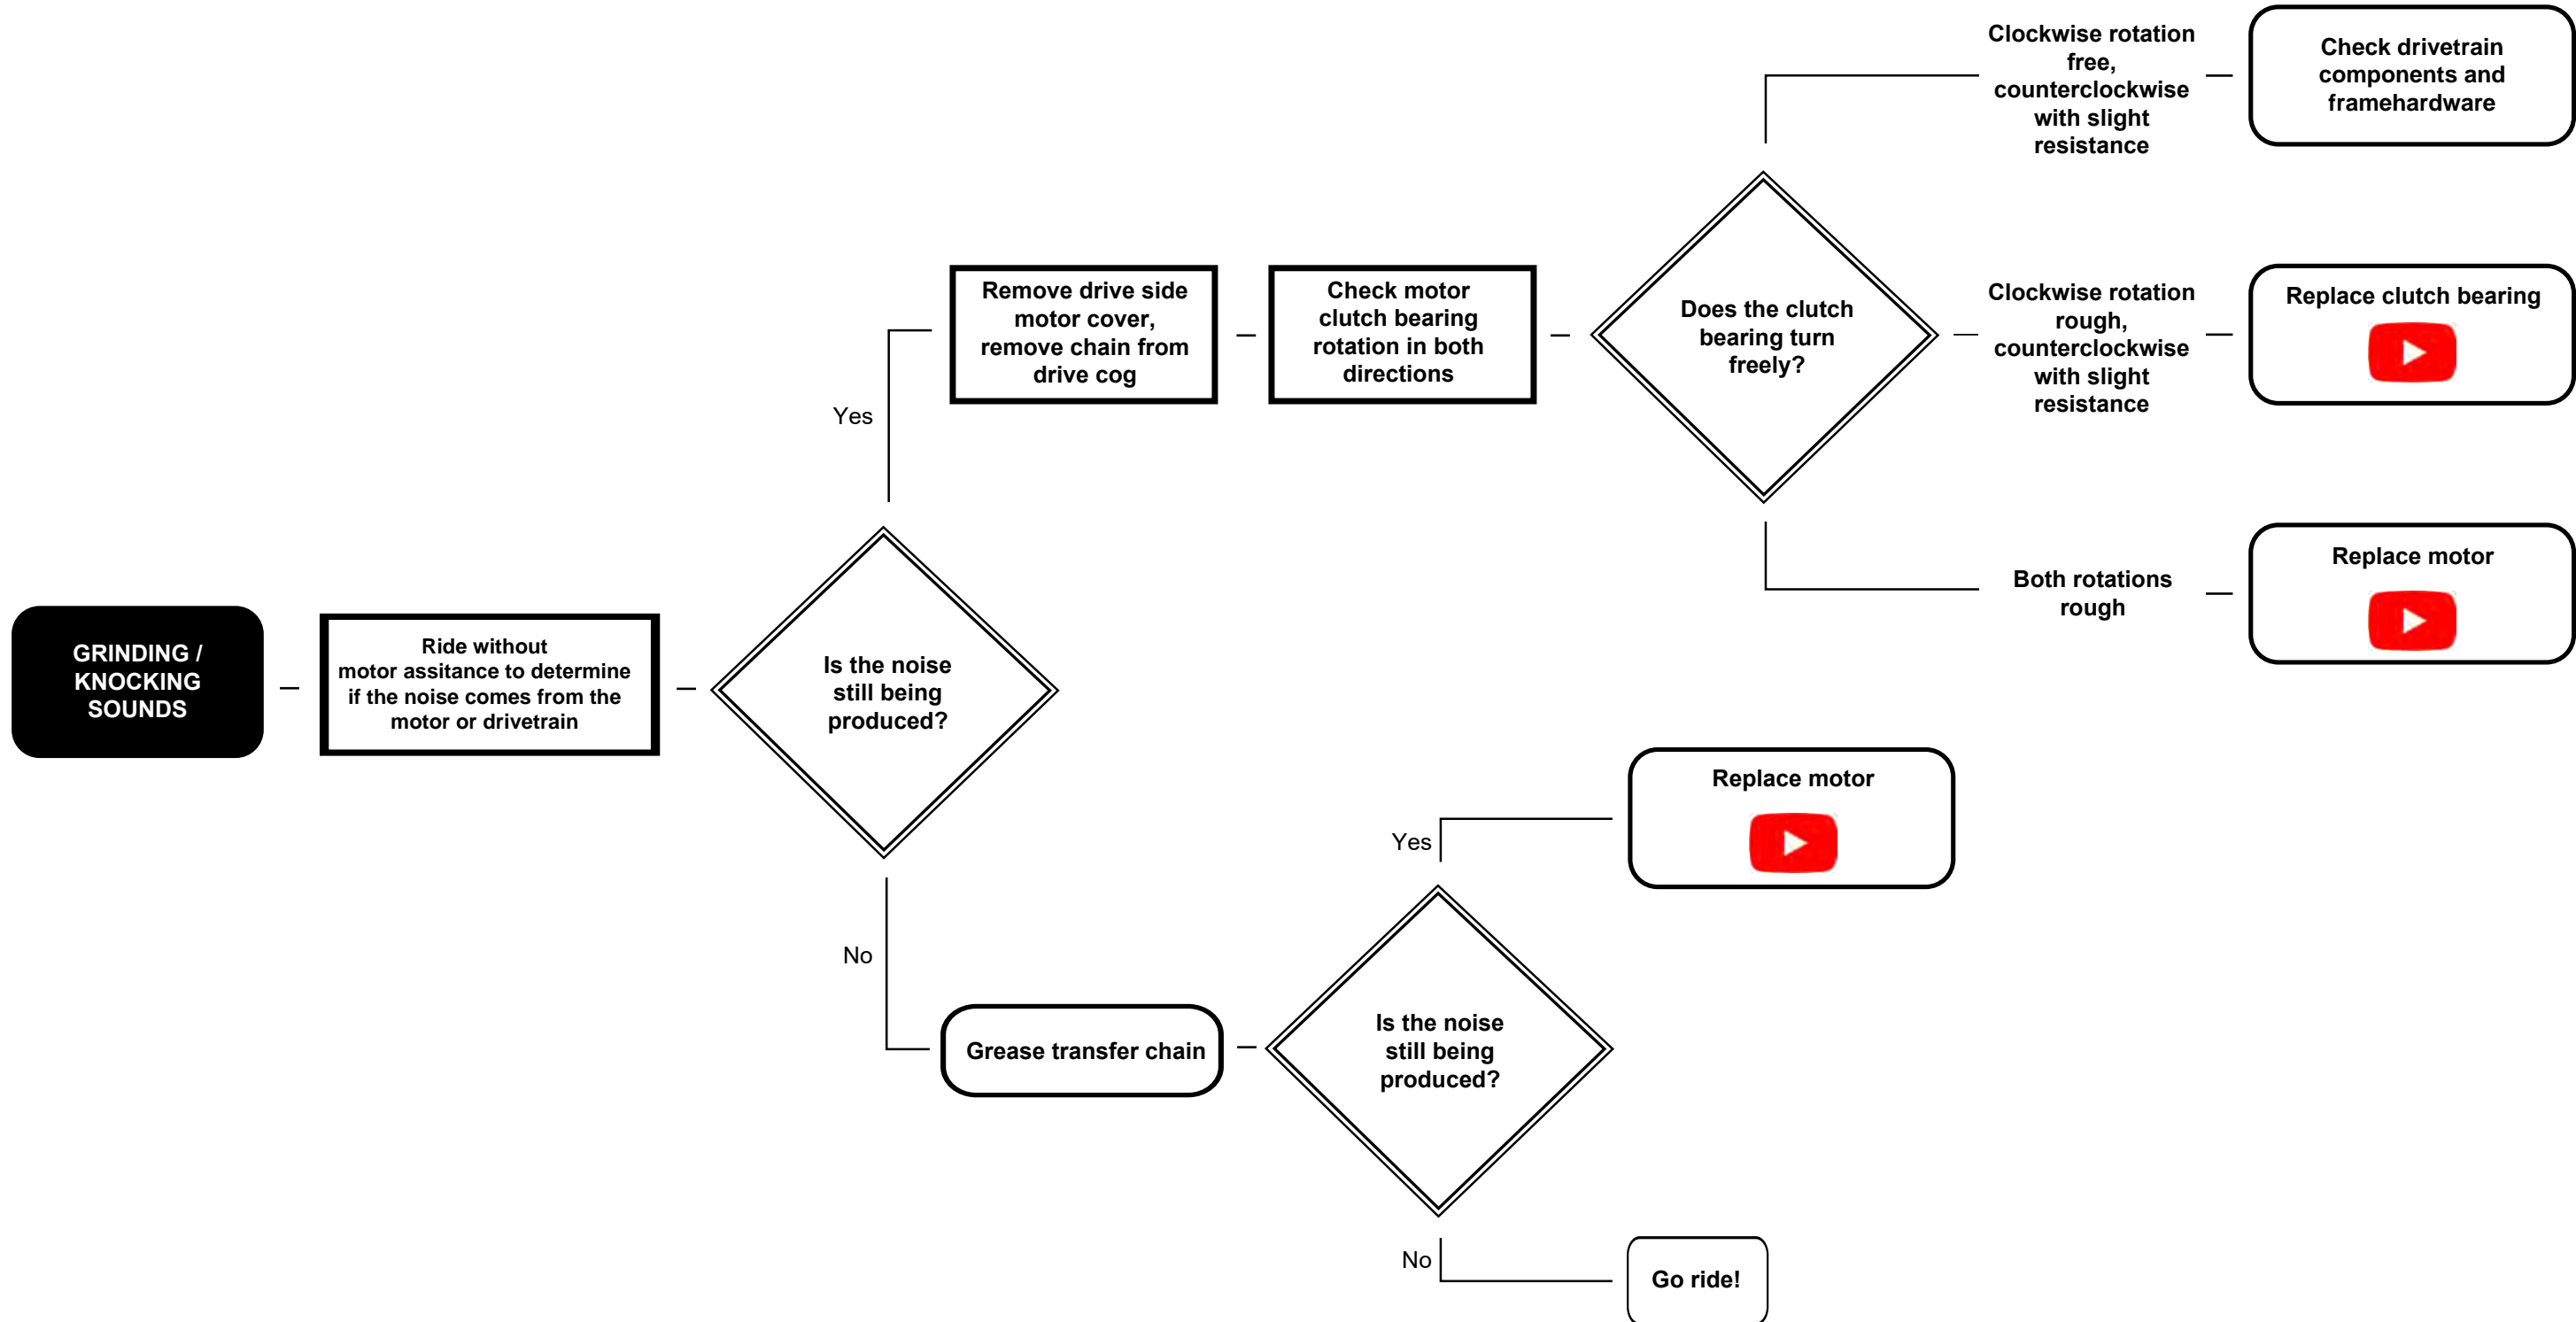 GRINDING /
KNOCKING
SOUNDS
Ride without
motor assitance to determine
if the noise comes from the
motor or drivetrain
Is the noise
still being
produced?
Yes
Remove drive side
motor cover,
remove chain from
drive cog
Check motor
clutch bearing
rotation in both
directions
Does the clutch
bearing turn
freely?
Clockwise rotation
free,
counterclockwise
with slight
resistance
Check drivetrain
components and
framehardware
Clockwise rotation
rough,
counterclockwise
with slight
resistance
Replace clutch bearing
Both rotations
rough
Replace motor
No
Grease transfer chain
Is the noise
still being
produced?
Yes
Replace motor
No
Go ride!